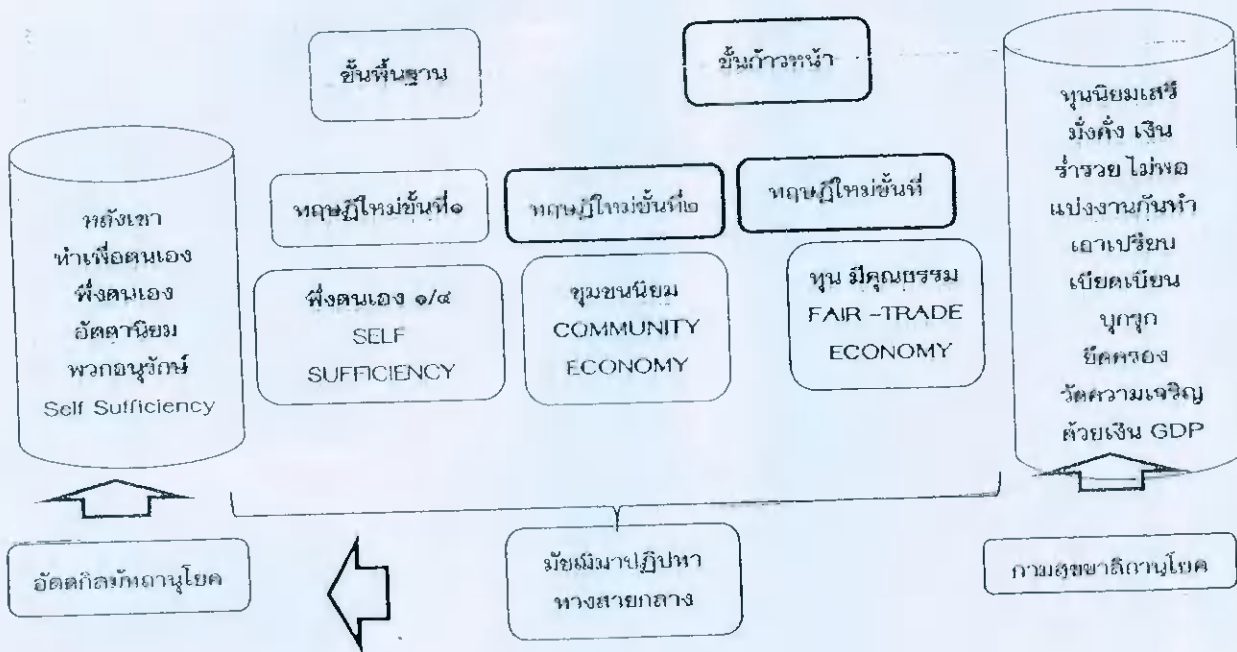 ขั้นพื้นฐาน
ขั้นก้าวหน้า
หลังเขา
ทำเพื่อตนเอง
พึ่งตนเอง
อัตตานิยม
พวกอนุรักษ์
Self Sufficiency
ทฤษฎีใหม่ขั้นที่๑
ทฤษฎีใหม่ขั้นที่๒
ทฤษฎีใหม่ขั้นที่
พึ่งตนเอง ๑/๔
SELF
SUFFICIENCY
ชุมชนนิยม
COMMUNITY
ECONOMY
ทุน มีคุณธรรม
FAIR -TRADE
ECONOMY
ทุนนิยมเสรี
มั่งคั่ง เงิน
ร่ำรวย ไม่พอ
แบ่งงานกันทำ
เอาเปรียบ
เบียดเบียน
บุกรุก
ยึดครอง
วัดความเจริญ
ด้วยเงิน GDP
อัตตกิลมัถถานุโยค
มัชฌิมาปฏิปทา
ทางสายกลาง
กามสุขัลลิกานุโยค